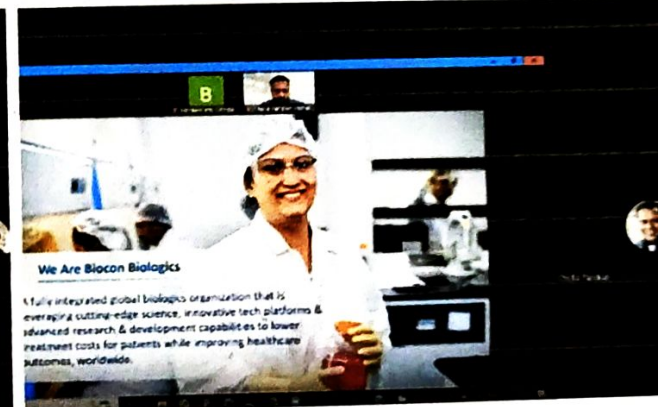 B
We Are Biocon Biologics
A fully integrated global biologics organization that is
leveraging cutting-edge science, innovative tech platforms &
advanced research & development capabilities to lower
treatment costs for patients while improving healthcare
outcomes, worldwide.